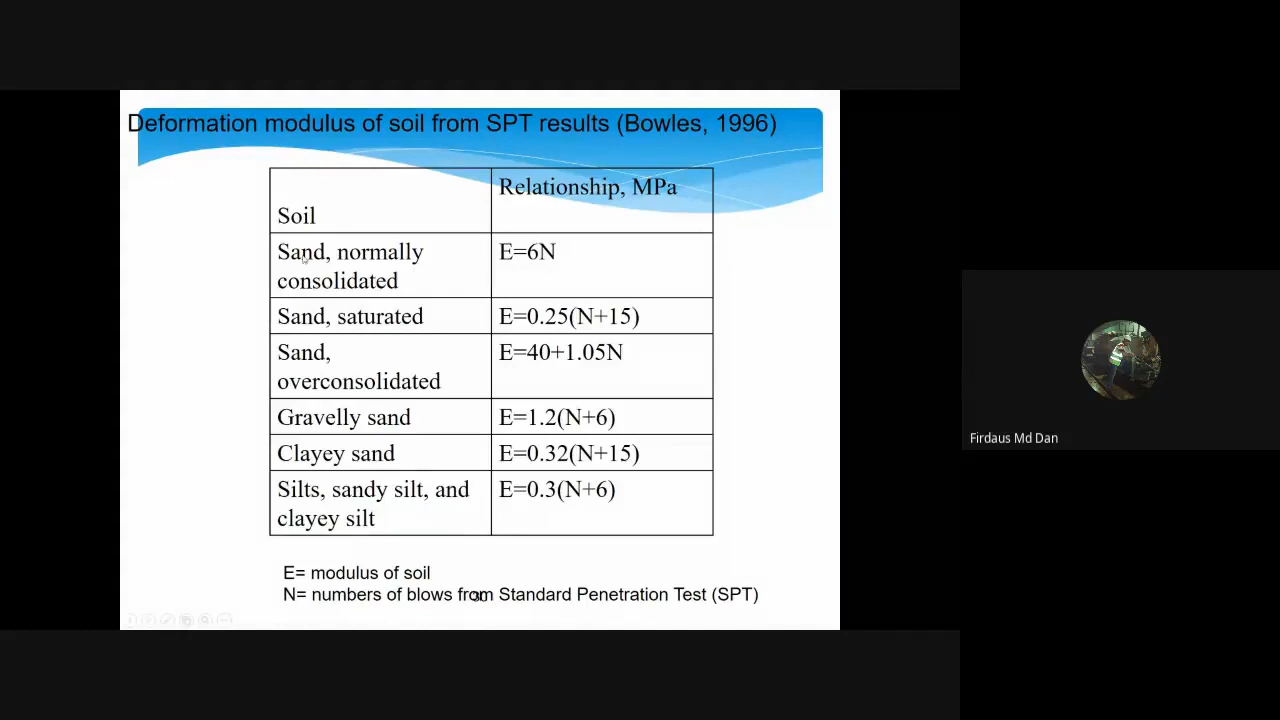 Deformation modulus of soil from SPT results (Bowles, 1996)
Soil
Relationship, MPa
Sand, normally
consolidated
E=6N
Sand, saturated
E=0.25(N+15)
Sand,
overconsolidated
E=40+1.05N
Gravelly sand
E=1.2(N+6)
Clayey sand
E=0.32(N+15)
Silts, sandy silt, and
clayey silt
E=0.3(N+6)
E= modulus of soil
N= numbers of blows from Standard Penetration Test (SPT)
Firdaus Md Dan